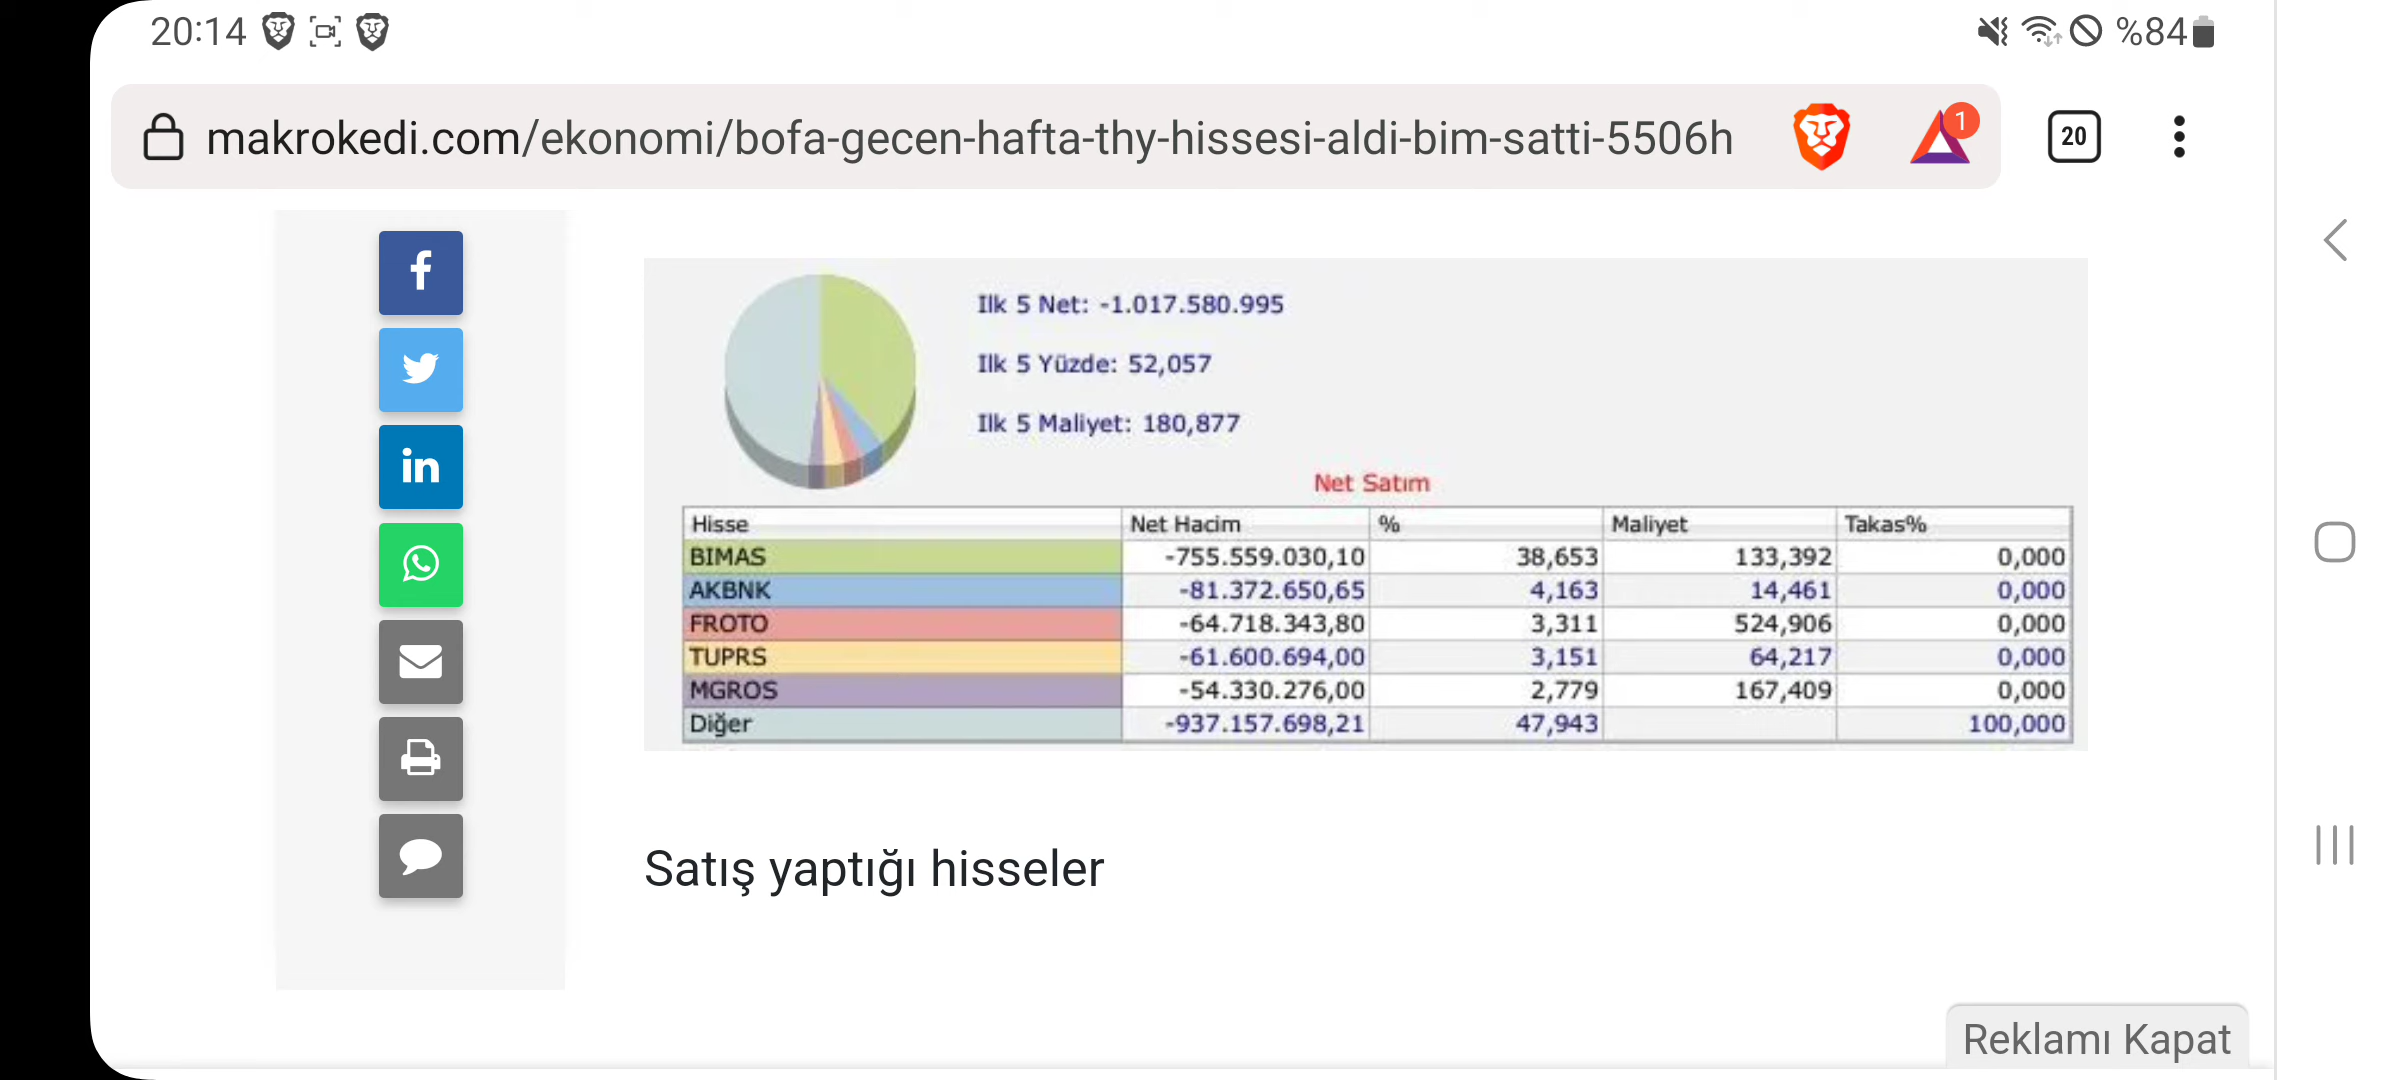 20:14
%84
makrokedi.com/ekonomi/bofa-gecen-hafta-thy-hissesi-aldi-bim-satti-5506h
1
20
f
in
Ilk 5 Net: -1.017.580.995
Ilk 5 Yüzde: 52,057
Ilk 5 Maliyet: 180,877
Net Satım
Hisse Net Hacim % Maliyet Takas%
BIMAS -755.559.030,10 38,653 133,392 0,000
AKBNK -81.372.650,65 4,163 14,461 0,000
FROTO -64.718.343,80 3,311 524,906 0,000
TUPRS -61.600.694,00 3,151 64,217 0,000
MGROS -54.330.276,00 2,779 167,409 0,000
Diğer -937.157.698,21 47,943 100,000
Satış yaptığı hisseler
Reklamı Kapat